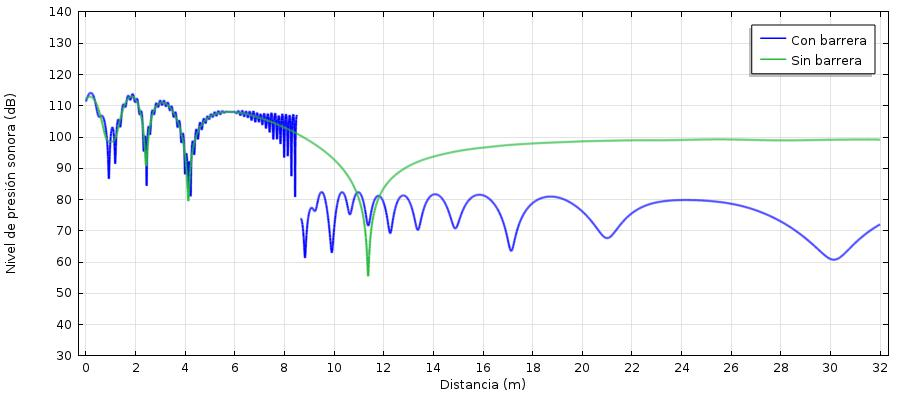 Nivel de presión sonora (dB)
140
130
120
110
100
90
80
70
60
50
40
30
Con barrera
Sin barrera
0 2 4 6 8 10 12 14 16 18 20 22 24 26 28 30 32
Distancia (m)